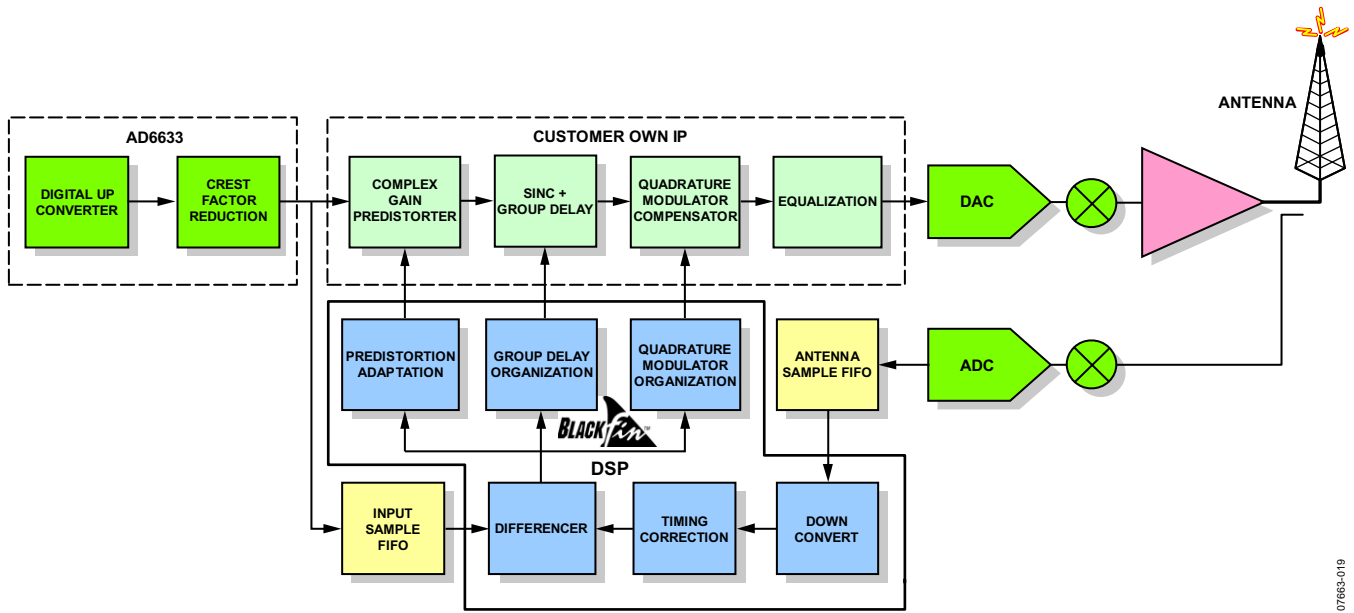 ANTENNA
AD6633
CUSTOMER OWN IP
DIGITAL UP
CONVERTER
CREST
FACTOR
REDUCTION
COMPLEX
GAIN
PREDISTORTER
SINC +
GROUP DELAY
QUADRATURE
MODULATOR
COMPENSATOR
EQUALIZATION
DAC
PREDISTORTION
ADAPTATION
GROUP DELAY
ORGANIZATION
QUADRATURE
MODULATOR
ORGANIZATION
ANTENNA
SAMPLE FIFO
ADC
BLACKfin™
DSP
INPUT
SAMPLE
FIFO
DIFFERENCER
TIMING
CORRECTION
DOWN
CONVERT
07663-019